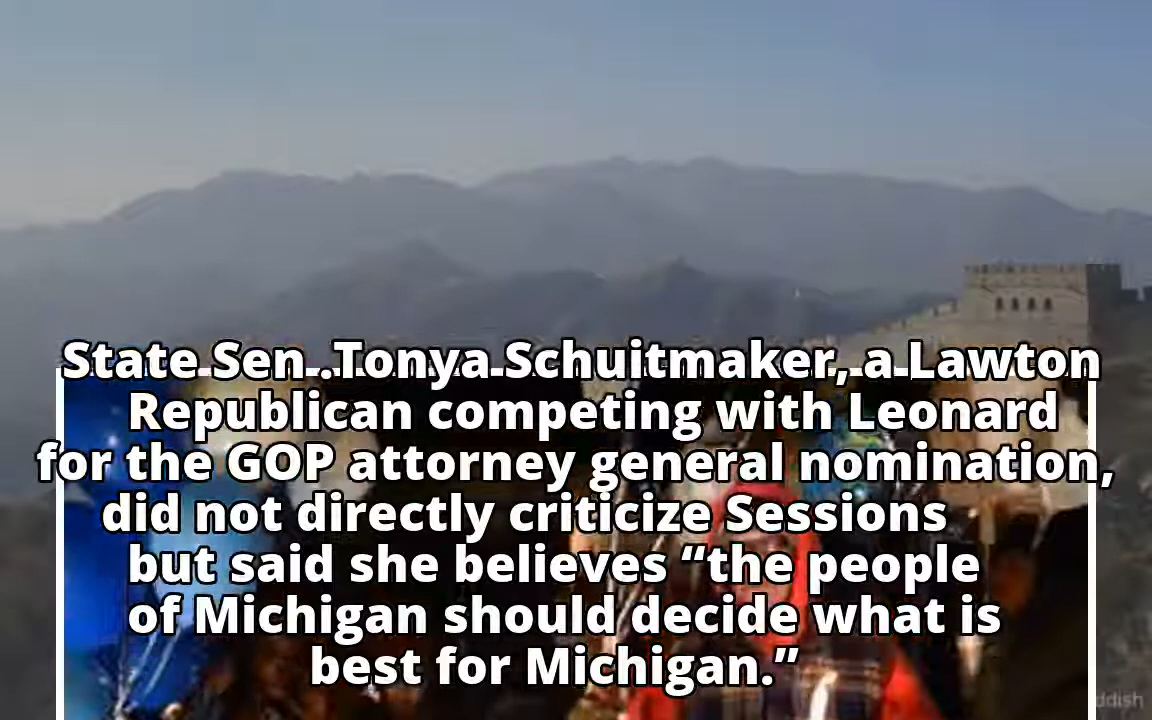 State Sen. Tonya Schuitmaker, a Lawton
Republican competing with Leonard
for the GOP attorney general nomination,
did not directly criticize Sessions
but said she believes “the people
of Michigan should decide what is
best for Michigan.”
ddish